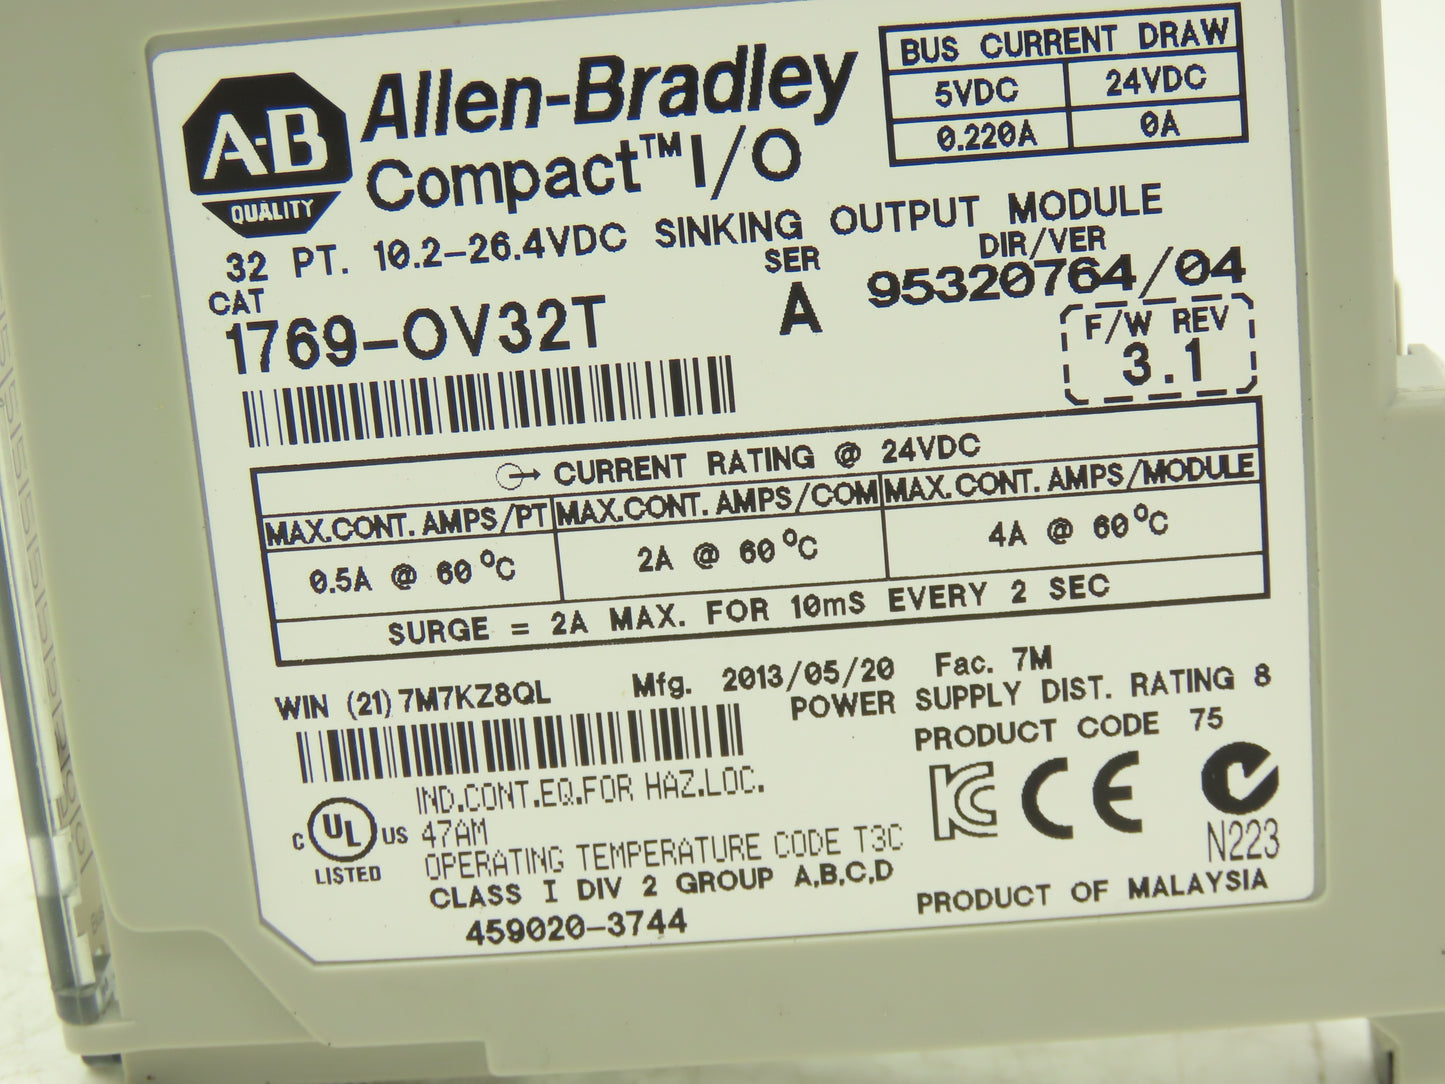 A-B
QUALITY
Allen-Bradley
Compact™ I/O
BUS CURRENT DRAW
5VDC 24VDC
0.220A 0A
32 PT. 10.2-26.4VDC SINKING OUTPUT MODULE
CAT SER DIR/VER
1769-OV32T A 95320764/04
F/W REV
3.1
CURRENT RATING @ 24VDC
MAX.CONT. AMPS/PT MAX.CONT. AMPS/COM MAX.CONT. AMPS/MODULE
0.5A @ 60 °C 2A @ 60 °C 4A @ 60 °C
SURGE = 2A MAX. FOR 10mS EVERY 2 SEC
WIN (21) 7M7KZ8QL Mfg. 2013/05/20 Fac. 7M
POWER SUPPLY DIST. RATING 8
PRODUCT CODE 75
IND.CONT.EQ.FOR HAZ.LOC.
C UL US
LISTED
47AM
OPERATING TEMPERATURE CODE T3C
CLASS I DIV 2 GROUP A,B,C,D
459020-3744
KC CE
N223
PRODUCT OF MALAYSIA